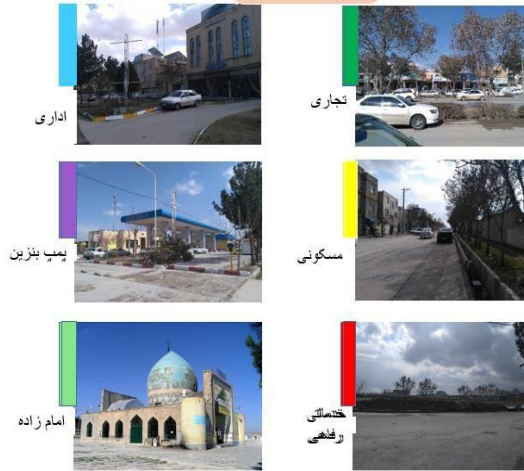 تجاری
اداری
مسکونی
پمپ بنزین
خدماتی
رفاهی
امام زاده